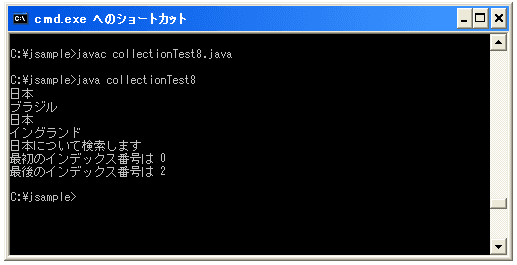 cmd.exe へのショートカット
C:¥jsample>javac collectionTest8.java
C:¥jsample>java collectionTest8
日本
ブラジル
日本
イングランド
日本について検索します
最初のインデックス番号は 0
最後のインデックス番号は 2
C:¥jsample>